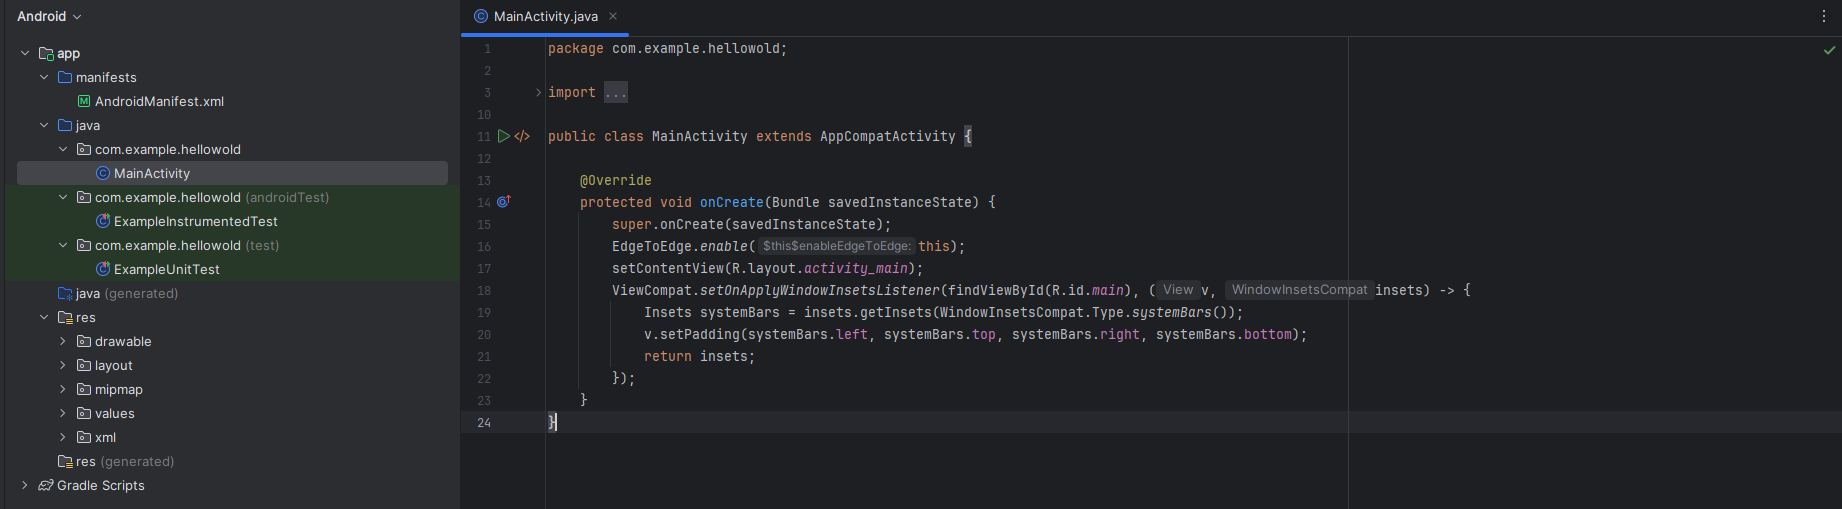 Android
app
manifests
AndroidManifest.xml
java
com.example.hellowold
MainActivity
com.example.hellowold (androidTest)
ExampleInstrumentedTest
com.example.hellowold (test)
ExampleUnitTest
java (generated)
res
drawable
layout
mipmap
values
xml
res (generated)
Gradle Scripts
MainActivity.java
1 package com.example.hellowold;
2
3 import ...
10
11 public class MainActivity extends AppCompatActivity {
12
13 @Override
14 protected void onCreate(Bundle savedInstanceState) {
15 super.onCreate(savedInstanceState);
16 EdgeToEdge.enable( $this$enableEdgeToEdge: this);
17 setContentView(R.layout.activity_main);
18 ViewCompat.setOnApplyWindowInsetsListener(findViewById(R.id.main), ( View v, WindowInsetsCompat insets) -> {
19 Insets systemBars = insets.getInsets(WindowInsetsCompat.Type.systemBars());
20 v.setPadding(systemBars.left, systemBars.top, systemBars.right, systemBars.bottom);
21 return insets;
22 });
23 }
24 }